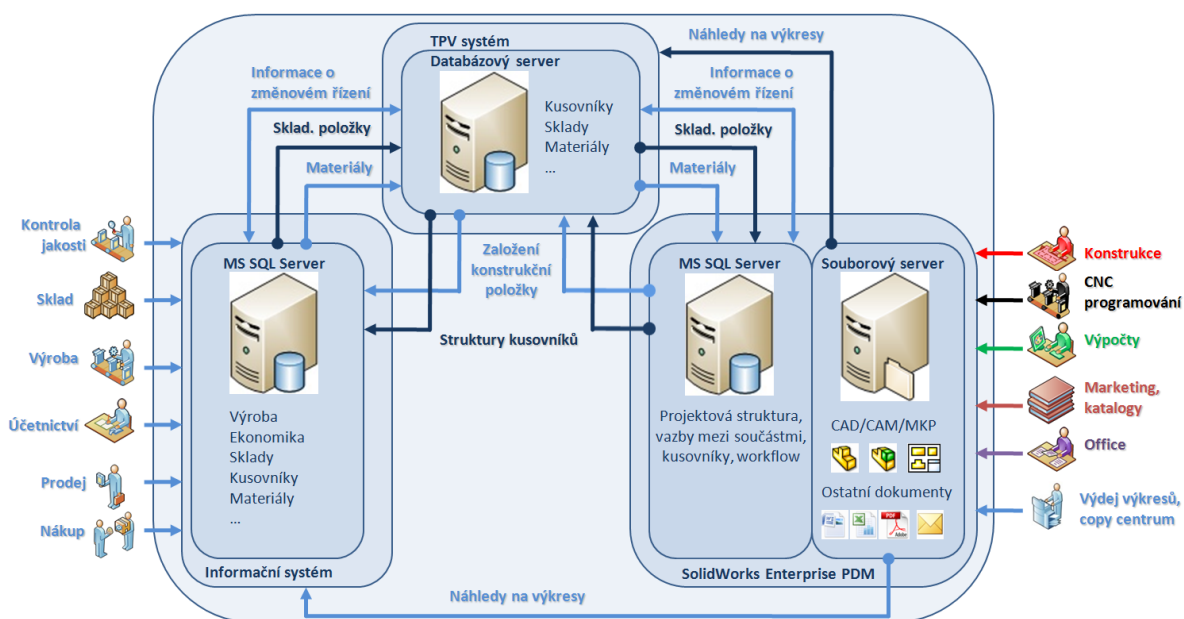 TPV systém
Databázový server
Kusovníky
Sklady
Materiály
...
Náhledy na výkresy
Informace o
změnovém řízení
Sklad. položky
Materiály
Informace o
změnovém řízení
Sklad. položky
Materiály
Založení
konstrukční
položky
Struktury kusovníků
Kontrola
jakosti
Sklad
Výroba
Účetnictví
Prodej
Nákup
MS SQL Server
Výroba
Ekonomika
Sklady
Kusovníky
Materiály
...
Informační systém
MS SQL Server
Projektová struktura,
vazby mezi součástmi,
kusovníky, workflow
Souborový server
CAD/CAM/MKP
Ostatní dokumenty
PDF
Adobe
SolidWorks Enterprise PDM
Náhledy na výkresy
Konstrukce
CNC
programování
Výpočty
Marketing,
katalogy
Office
Výdej výkresů,
copy centrum